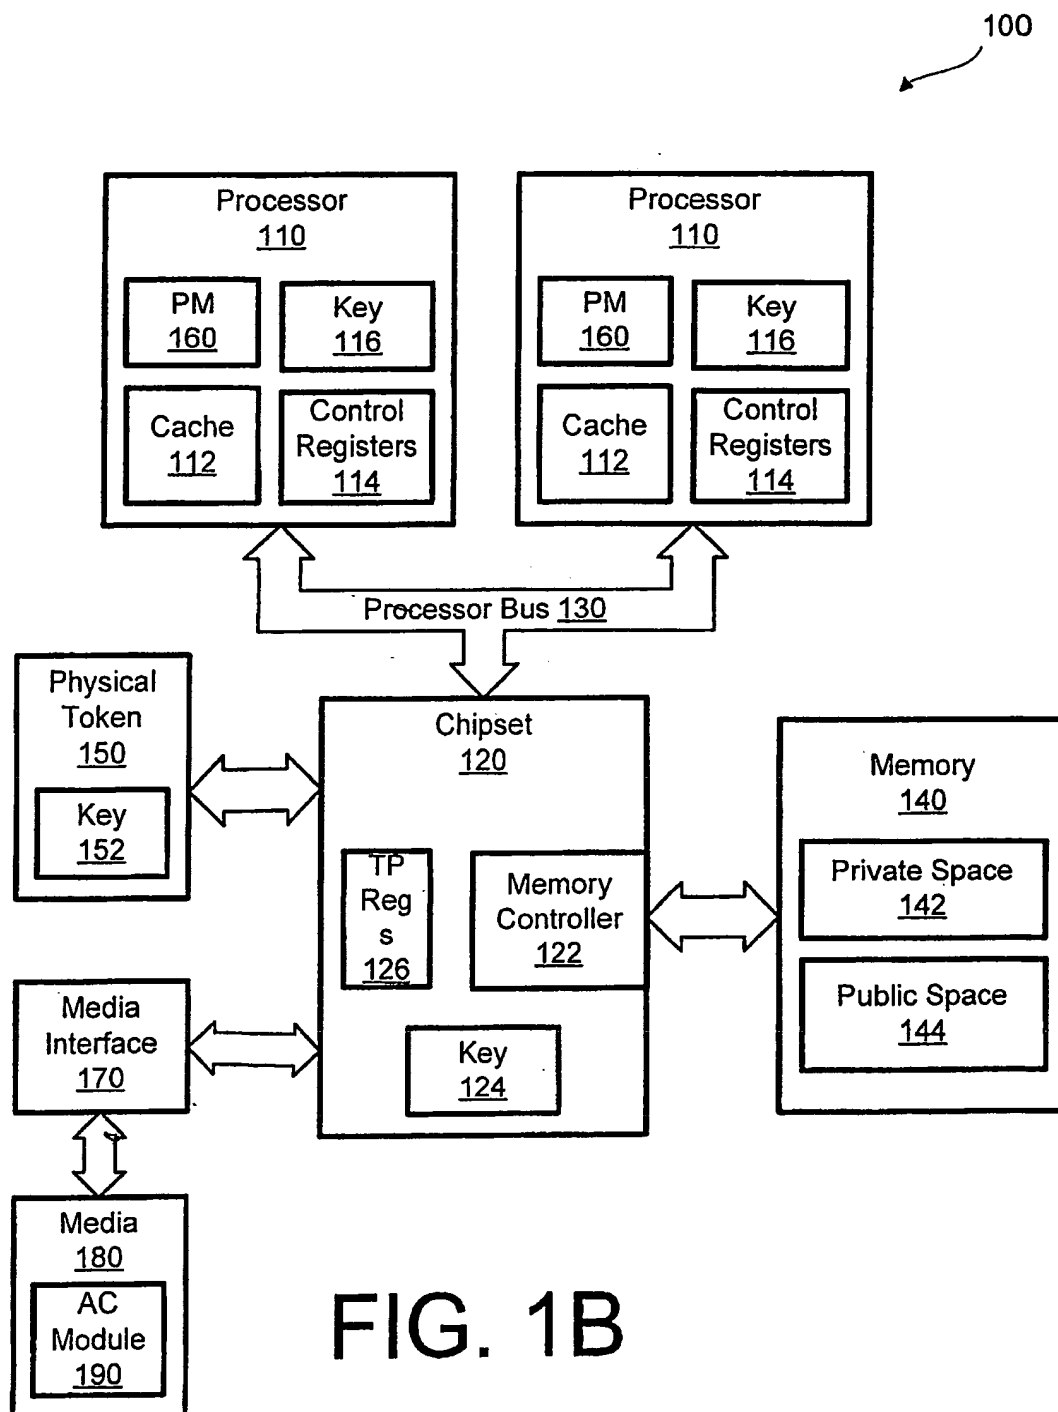 100
Processor
110
PM
160
Key
116
Cache
112
Control
Registers
114
Processor
110
PM
160
Key
116
Cache
112
Control
Registers
114
Processor Bus 130
Physical
Token
150
Key
152
Chipset
120
TP
Reg
s
126
Memory
Controller
122
Key
124
Memory
140
Private Space
142
Public Space
144
Media
Interface
170
Media
180
AC
Module
190
FIG. 1B